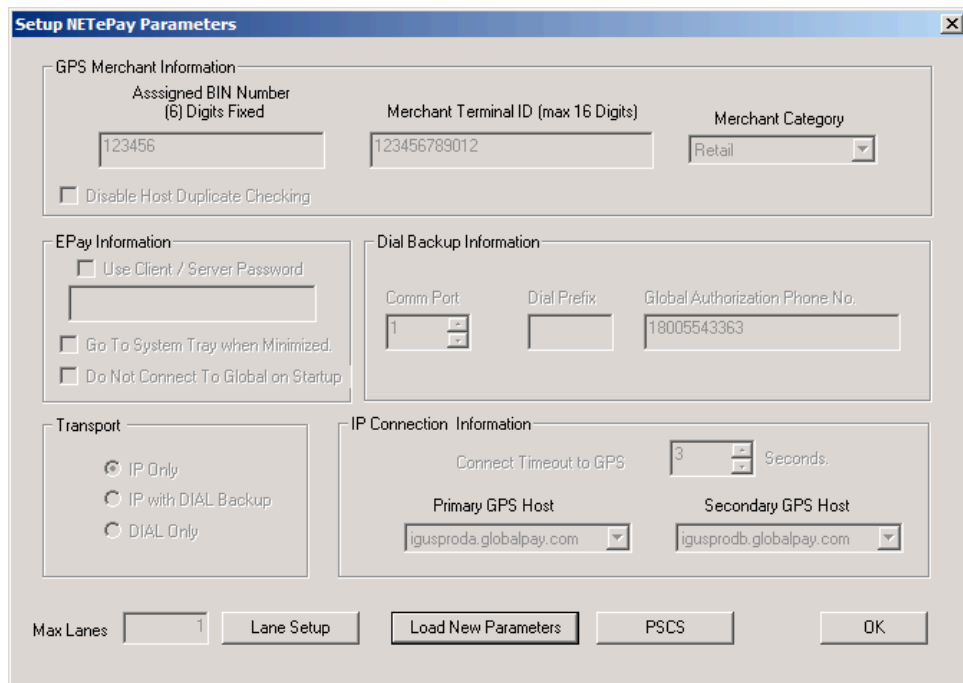 Setup NETePay Parameters
GPS Merchant Information
Asssigned BIN Number
(6) Digits Fixed
Merchant Terminal ID (max 16 Digits)
Merchant Category
123456
123456789012
Retail
Disable Host Duplicate Checking
EPay Information
Use Client / Server Password
Go To System Tray when Minimized.
Do Not Connect To Global on Startup
Dial Backup Information
Comm Port
Dial Prefix
Global Authorization Phone No.
1
18005543363
Transport
IP Only
IP with DIAL Backup
DIAL Only
IP Connection Information
Connect Timeout to GPS
3
Seconds.
Primary GPS Host
Secondary GPS Host
igusproda.globalpay.com
igusprodb.globalpay.com
Max Lanes
1
Lane Setup
Load New Parameters
PSCS
OK